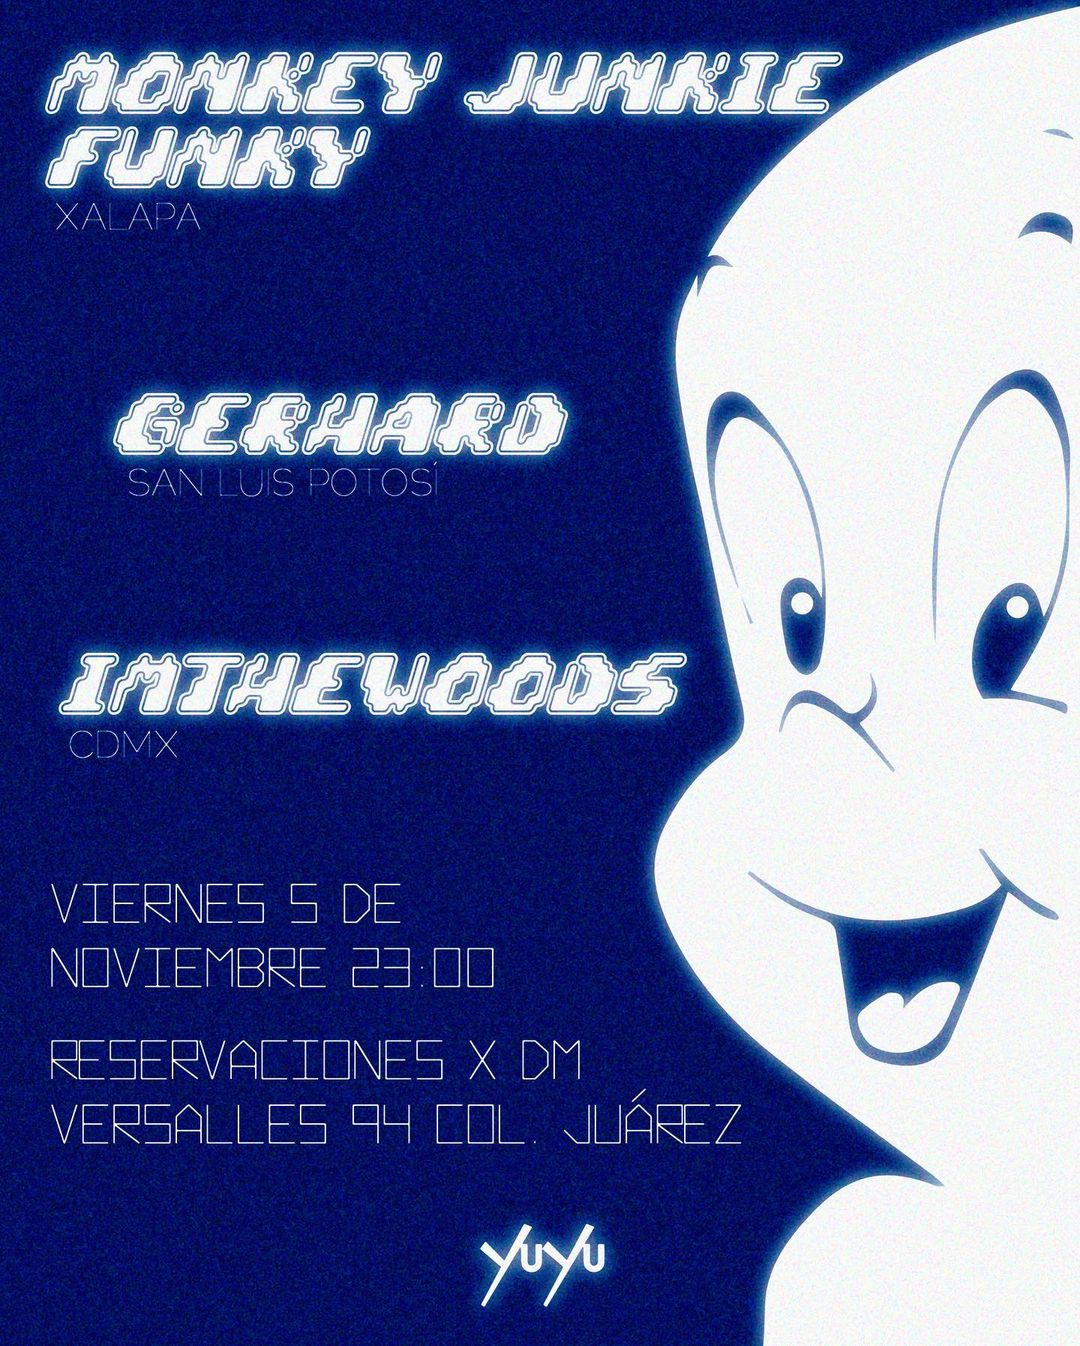 MONKEY JUNKIE
FUNKY
XALAPA
GERHARD
SAN LUIS POTOSÍ
IMTHEWOODS
CDMX
VIERNES 5 DE
NOVIEMBRE 23:00
RESERVACIONES X DM
VERSALLES 94 COL. JUÁREZ
YuYu